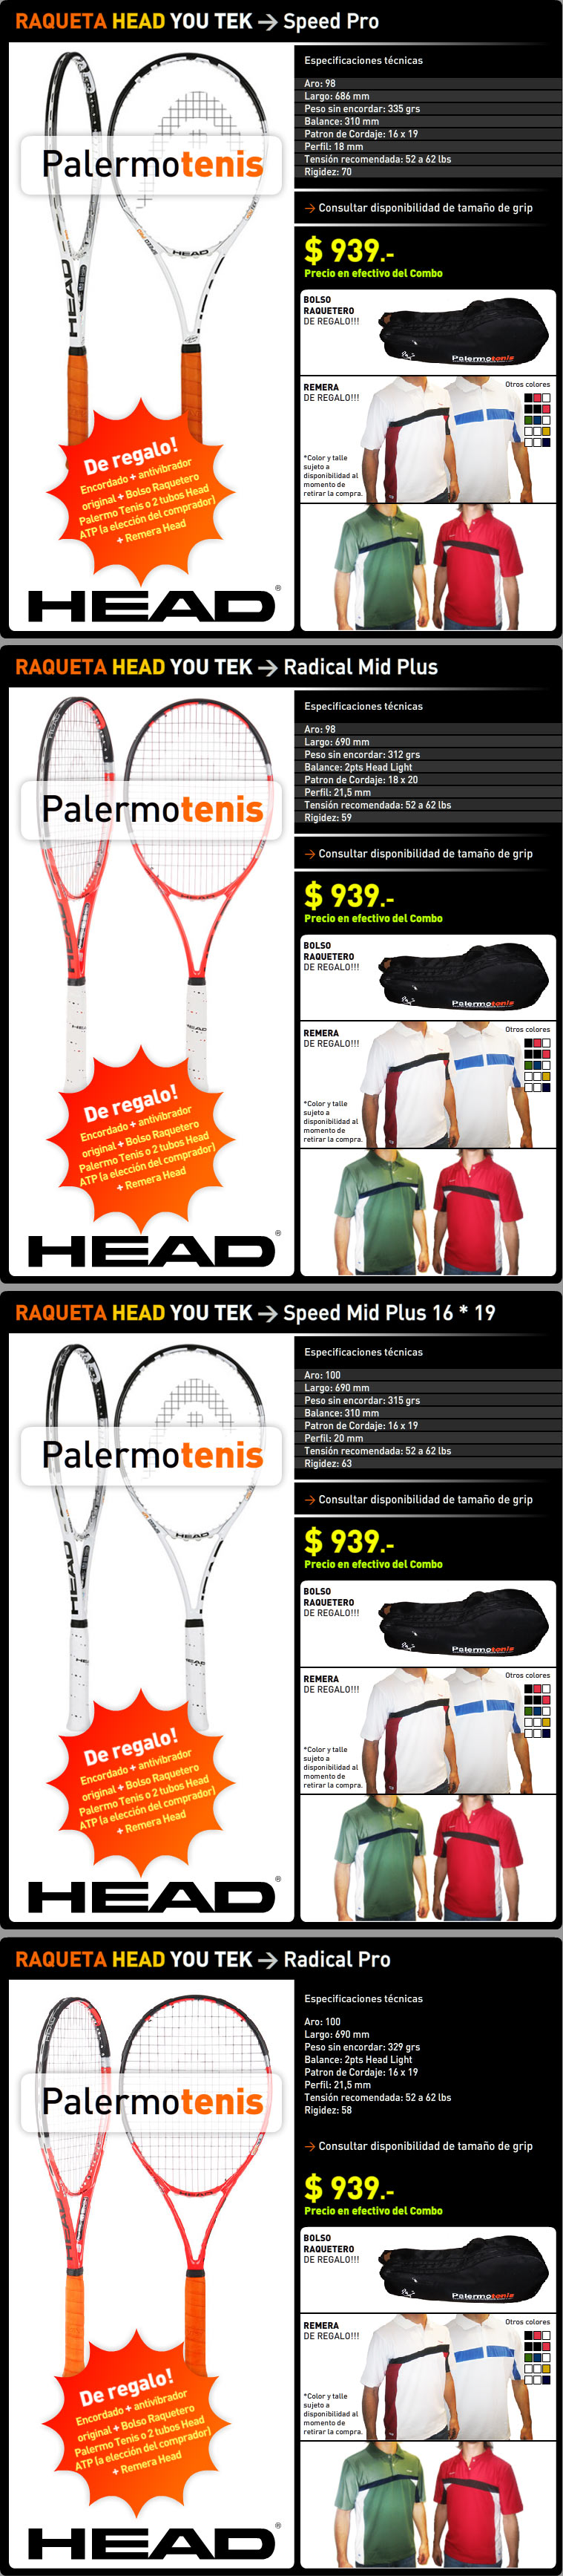 RAQUETA HEAD YOU TEK → Speed Pro
Palermotenis
HEAD
HEAD
De regalo!
Encordado + antivibrador
original + Bolso Raquetero
Palermo Tenis o 2 tubos Head
ATP (a elección del comprador)
+ Remera Head
HEAD®
Especificaciones técnicas
Aro: 98
Largo: 686 mm
Peso sin encordar: 335 grs
Balance: 310 mm
Patron de Cordaje: 16 x 19
Perfil: 18 mm
Tensión recomendada: 52 a 62 lbs
Rigidez: 70
→ Consultar disponibilidad de tamaño de grip
$ 939.-
Precio en efectivo del Combo
BOLSO
RAQUETERO
DE REGALO!!!
Palermotenis
REMERA
DE REGALO!!!
Otros colores
*Color y talle
sujeto a
disponibilidad al
momento de
retirar la compra.
RAQUETA HEAD YOU TEK → Radical Mid Plus
Palermotenis
HEAD
HEAD
De regalo!
Encordado + antivibrador
original + Bolso Raquetero
Palermo Tenis o 2 tubos Head
ATP (a elección del comprador)
+ Remera Head
HEAD®
Especificaciones técnicas
Aro: 98
Largo: 690 mm
Peso sin encordar: 312 grs
Balance: 2pts Head Light
Patron de Cordaje: 18 x 20
Perfil: 21,5 mm
Tensión recomendada: 52 a 62 lbs
Rigidez: 59
→ Consultar disponibilidad de tamaño de grip
$ 939.-
Precio en efectivo del Combo
BOLSO
RAQUETERO
DE REGALO!!!
Palermotenis
REMERA
DE REGALO!!!
Otros colores
*Color y talle
sujeto a
disponibilidad al
momento de
retirar la compra.
RAQUETA HEAD YOU TEK → Speed Mid Plus 16 * 19
Palermotenis
HEAD
HEAD
De regalo!
Encordado + antivibrador
original + Bolso Raquetero
Palermo Tenis o 2 tubos Head
ATP (a elección del comprador)
+ Remera Head
HEAD®
Especificaciones técnicas
Aro: 100
Largo: 690 mm
Peso sin encordar: 315 grs
Balance: 310 mm
Patron de Cordaje: 16 x 19
Perfil: 20 mm
Tensión recomendada: 52 a 62 lbs
Rigidez: 63
→ Consultar disponibilidad de tamaño de grip
$ 939.-
Precio en efectivo del Combo
BOLSO
RAQUETERO
DE REGALO!!!
Palermotenis
REMERA
DE REGALO!!!
Otros colores
*Color y talle
sujeto a
disponibilidad al
momento de
retirar la compra.
RAQUETA HEAD YOU TEK → Radical Pro
Palermotenis
De regalo!
Encordado + antivibrador
original + Bolso Raquetero
Palermo Tenis o 2 tubos Head
ATP (a elección del comprador)
+ Remera Head
HEAD
Especificaciones técnicas
Aro: 100
Largo: 690 mm
Peso sin encordar: 329 grs
Balance: 2pts Head Light
Patron de Cordaje: 16 x 19
Perfil: 21,5 mm
Tensión recomendada: 52 a 62 lbs
Rigidez: 58
→ Consultar disponibilidad de tamaño de grip
$ 939.-
Precio en efectivo del Combo
BOLSO
RAQUETERO
DE REGALO!!!
Palermotenis
REMERA
DE REGALO!!!
Otros colores
*Color y talle
sujeto a
disponibilidad al
momento de
retirar la compra.